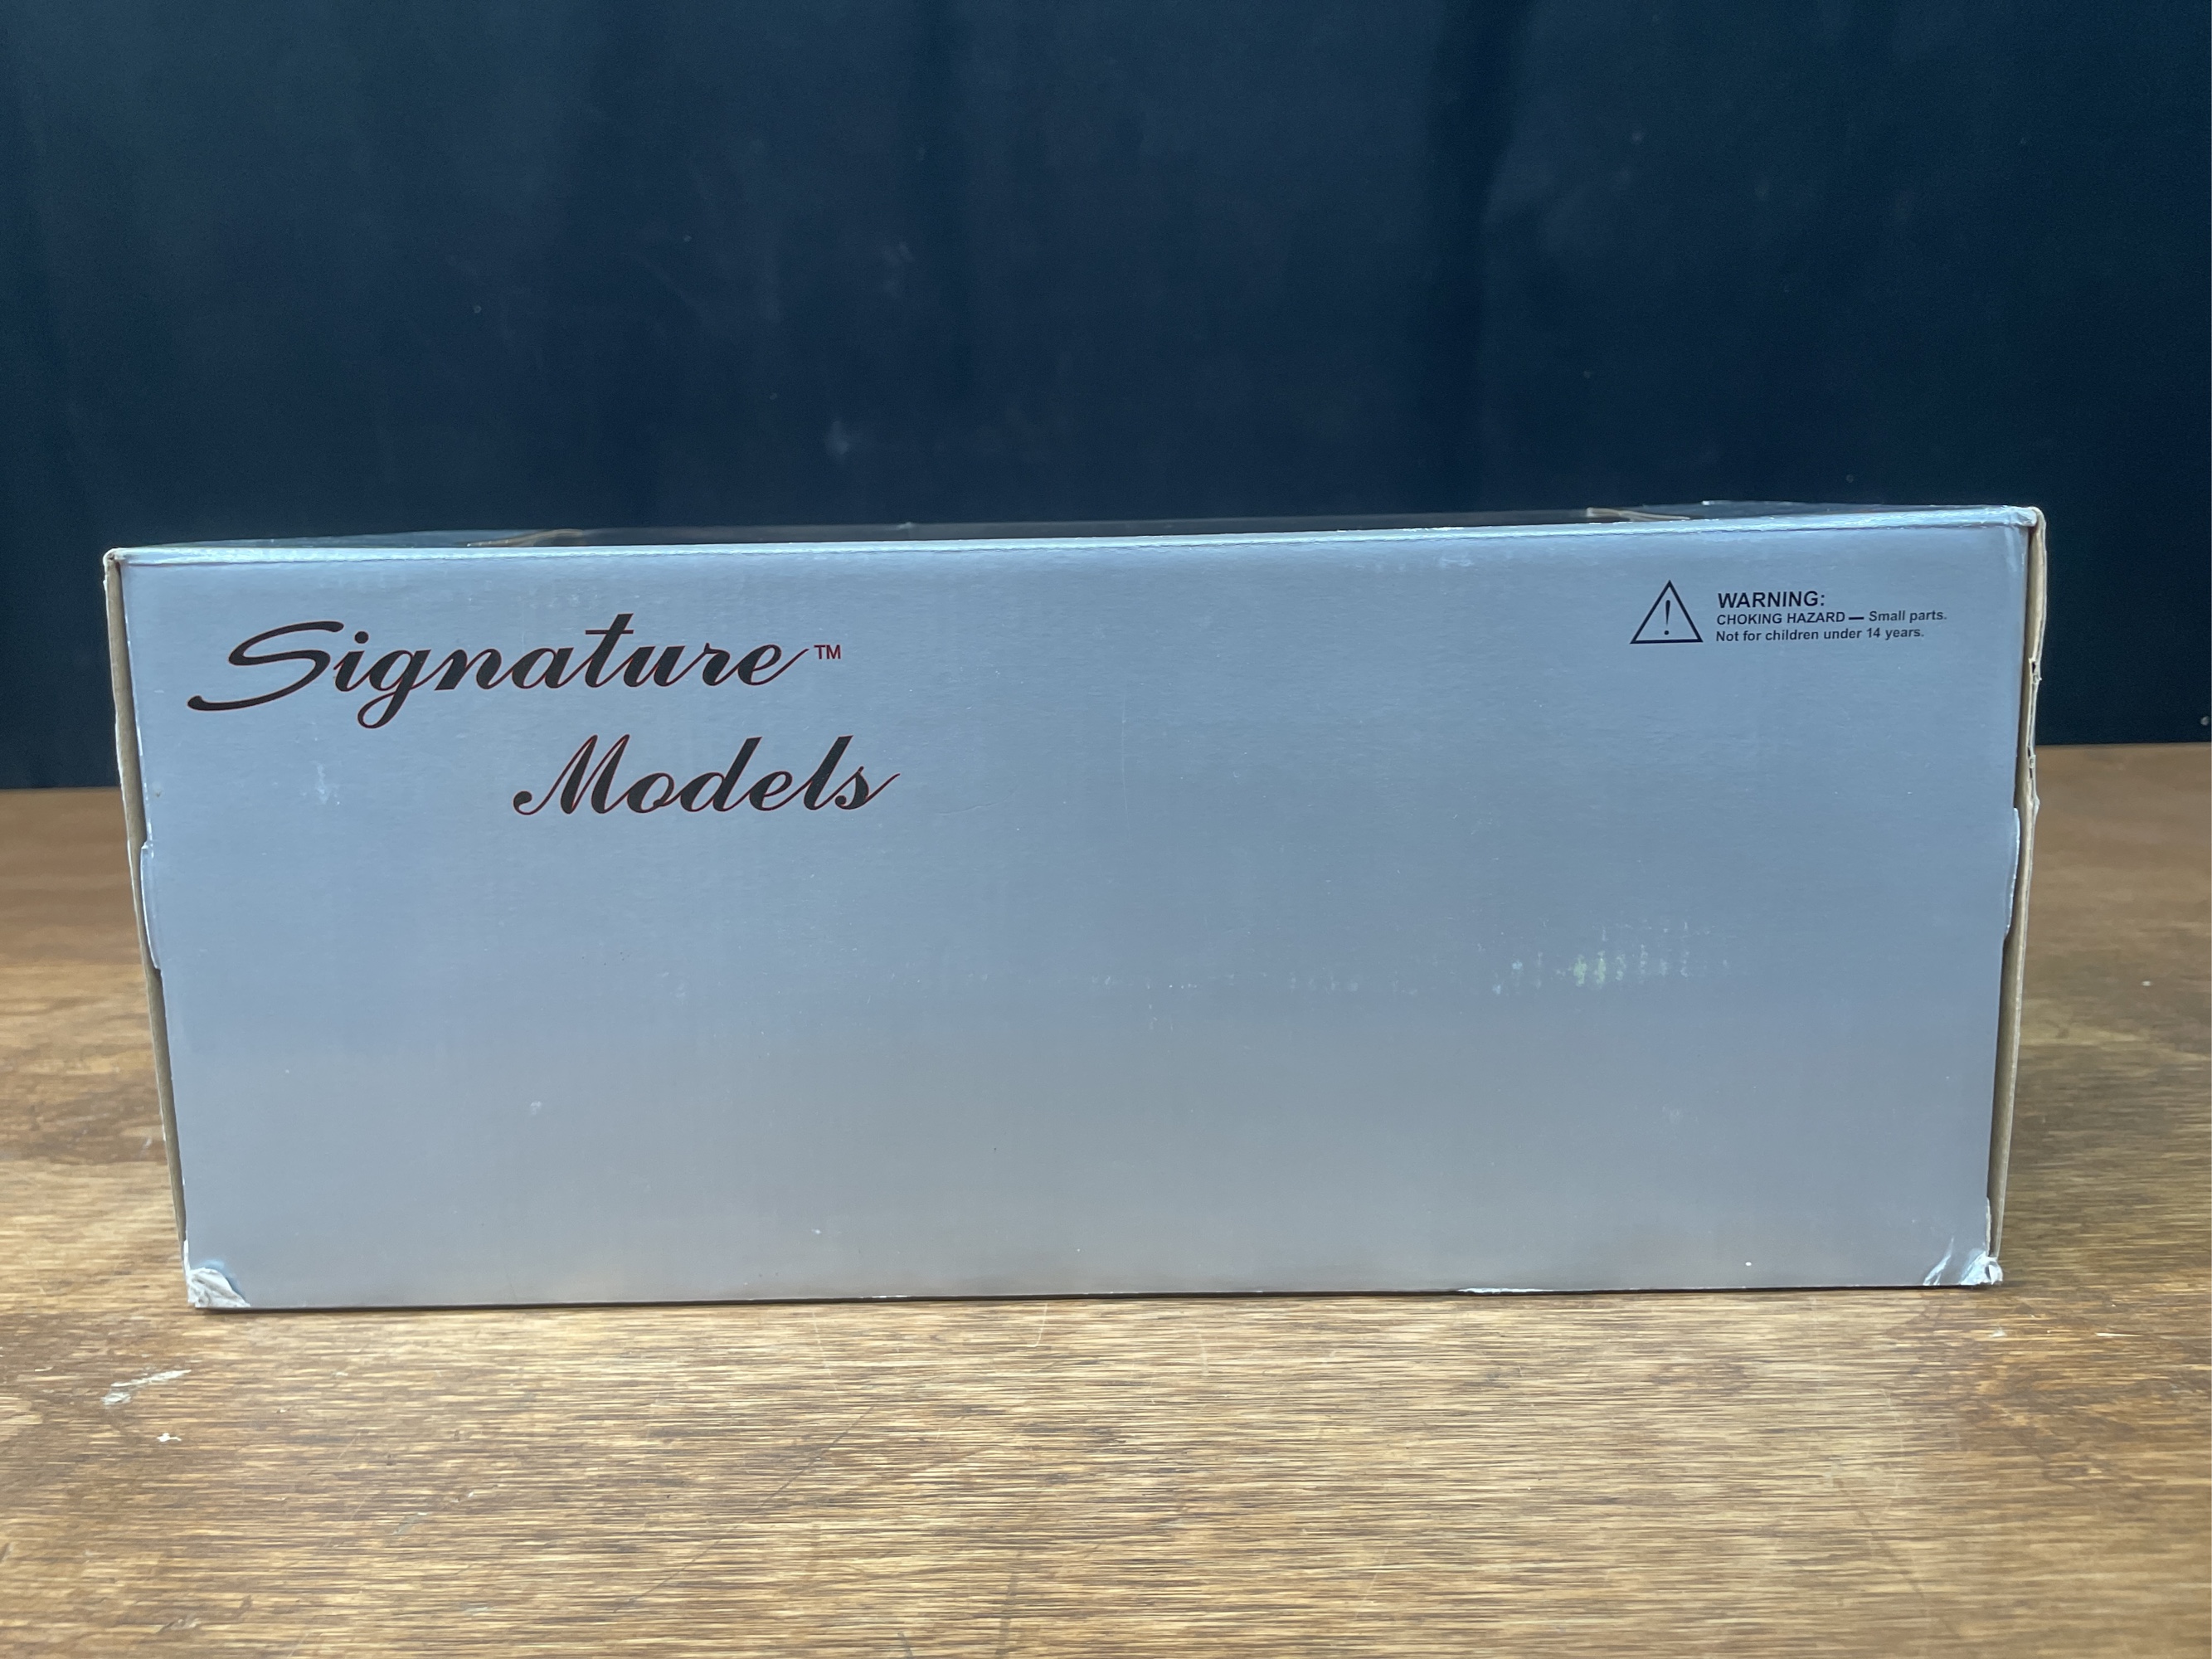 Signature™
Models
WARNING:
CHOKING HAZARD — Small parts.
Not for children under 14 years.